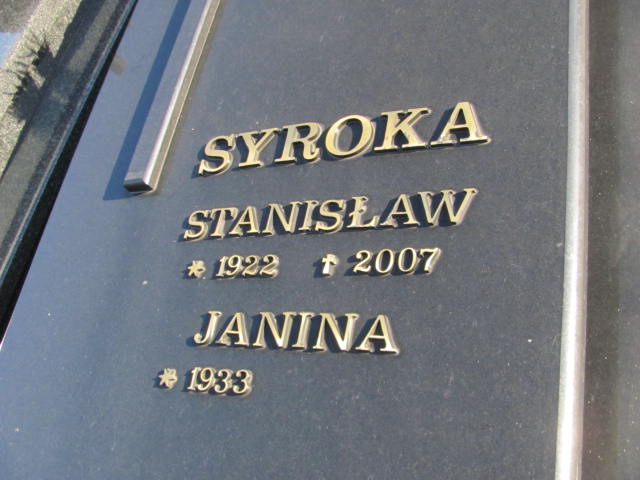 SYROKA
STANISŁAW
* 1922 † 2007
JANINA
* 1933